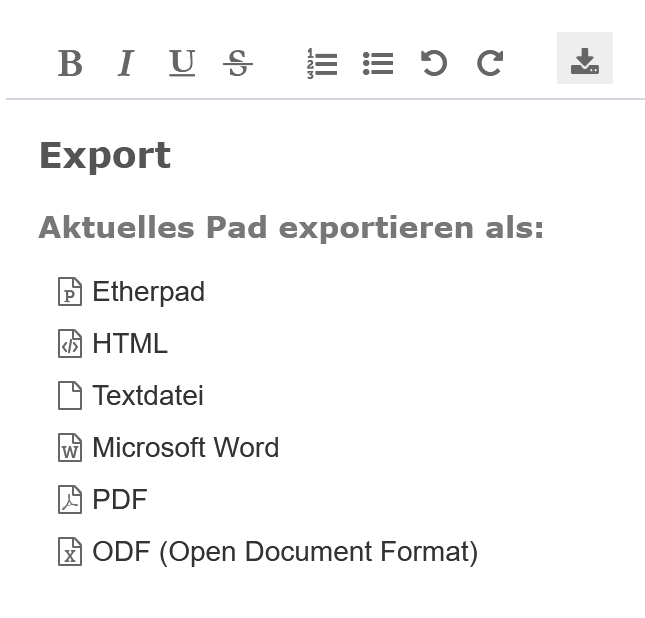 B I U S
Export
Aktuelles Pad exportieren als:
Etherpad
HTML
Textdatei
Microsoft Word
PDF
ODF (Open Document Format)